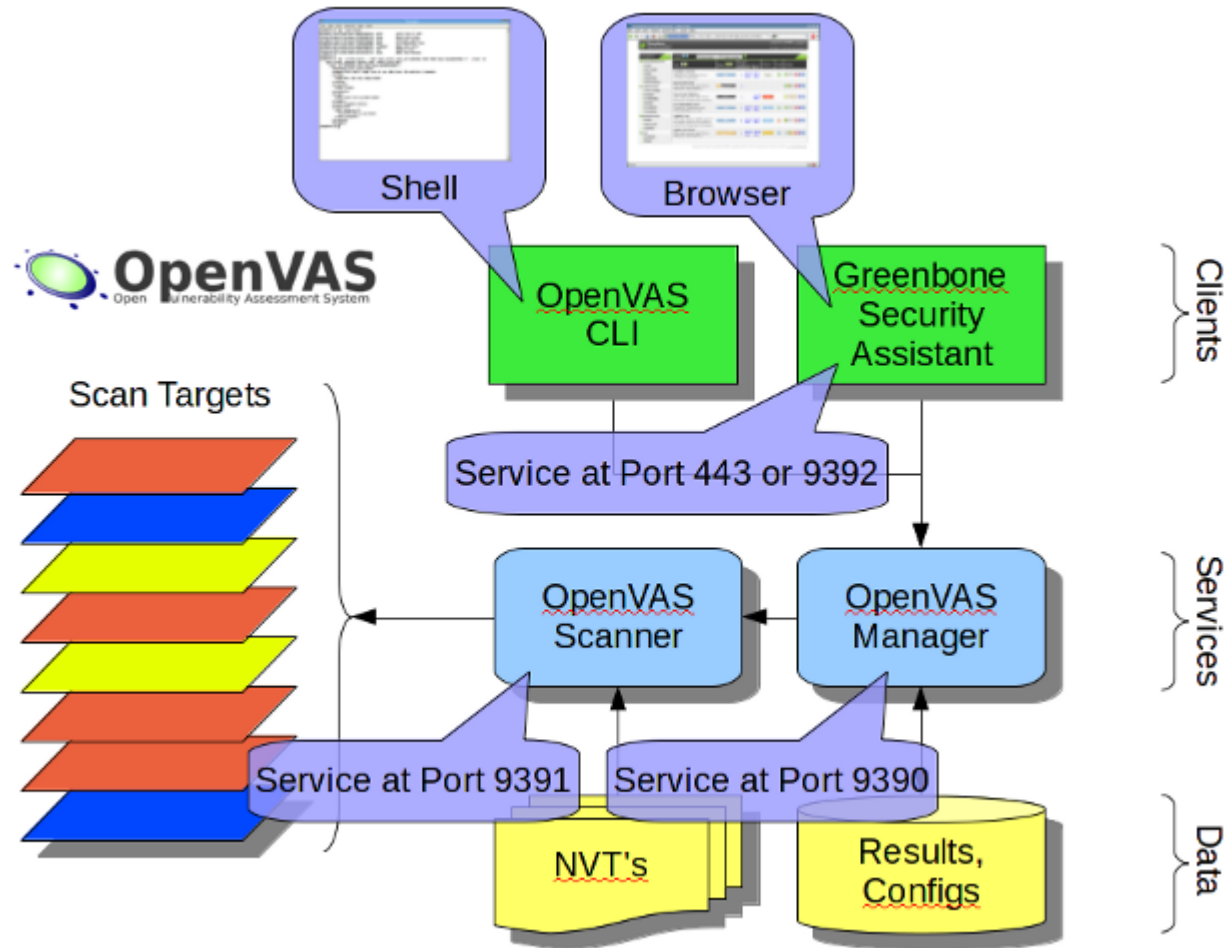 Shell
Browser
OpenVAS
Open Vulnerability Assessment System
OpenVAS
CLI
Greenbone
Security
Assistant
Clients
Scan Targets
Service at Port 443 or 9392
OpenVAS
Scanner
OpenVAS
Manager
Services
Service at Port 9391
Service at Port 9390
NVT's
Results,
Configs
Data